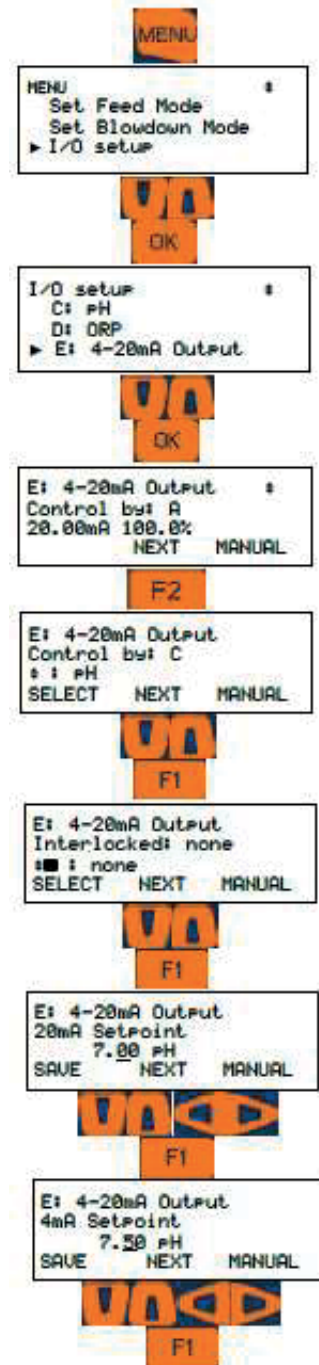 MENU
MENU
Set Feed Mode
Set Blowdown Mode
► I/O setup
OK
I/O setup
C: pH
D: ORP
► E: 4-20mA Output
OK
E: 4-20mA Output
Control by: A
20.00mA 100.0%
NEXT MANUAL
F2
E: 4-20mA Output
Control by: C
: pH
SELECT NEXT MANUAL
F1
E: 4-20mA Output
Interlocked: none
: none
SELECT NEXT MANUAL
F1
E: 4-20mA Output
20mA Setpoint
7.00 pH
SAVE NEXT MANUAL
F1
E: 4-20mA Output
4mA Setpoint
7.50 pH
SAVE NEXT MANUAL
F1